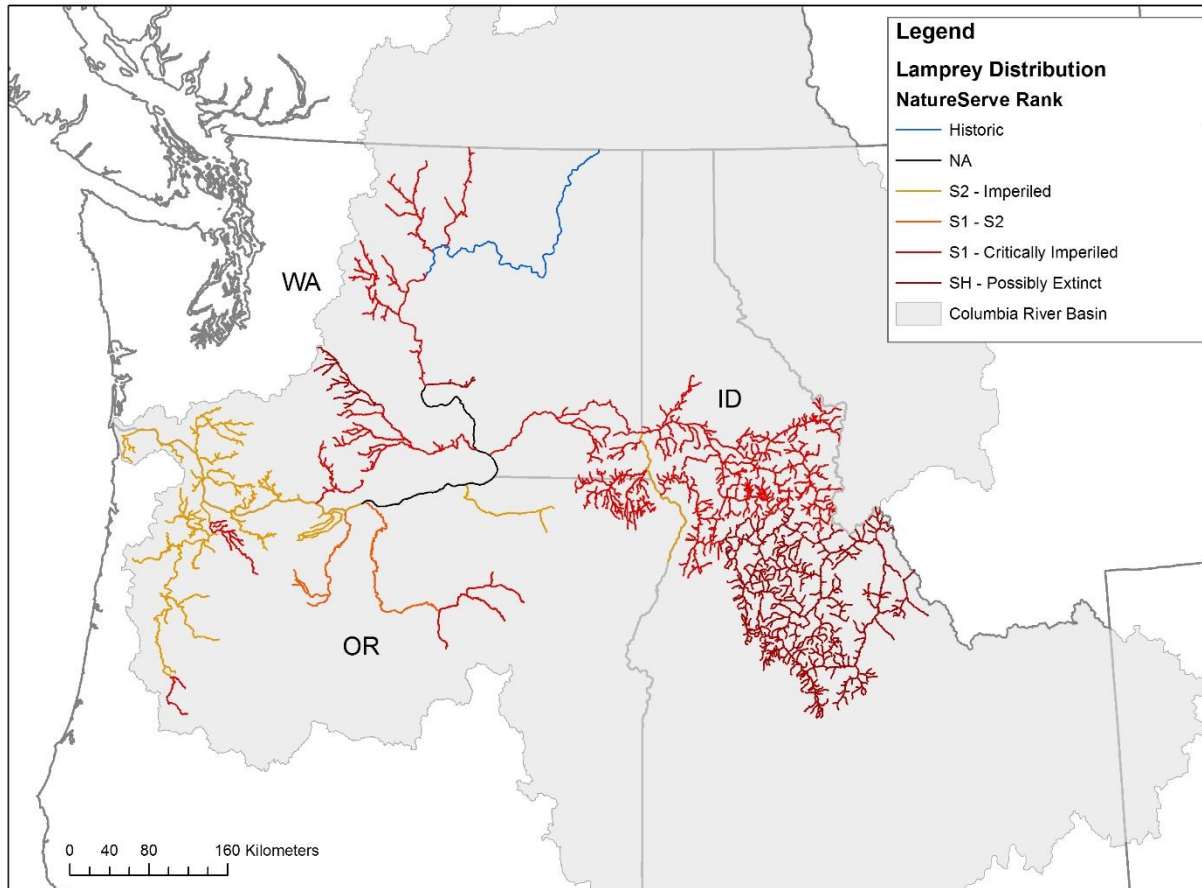 Legend
Lamprey Distribution
NatureServe Rank
Historic
NA
S2 - Imperiled
S1 - S2
S1 - Critically Imperiled
SH - Possibly Extinct
Columbia River Basin
WA
ID
OR
0 40 80 160 Kilometers